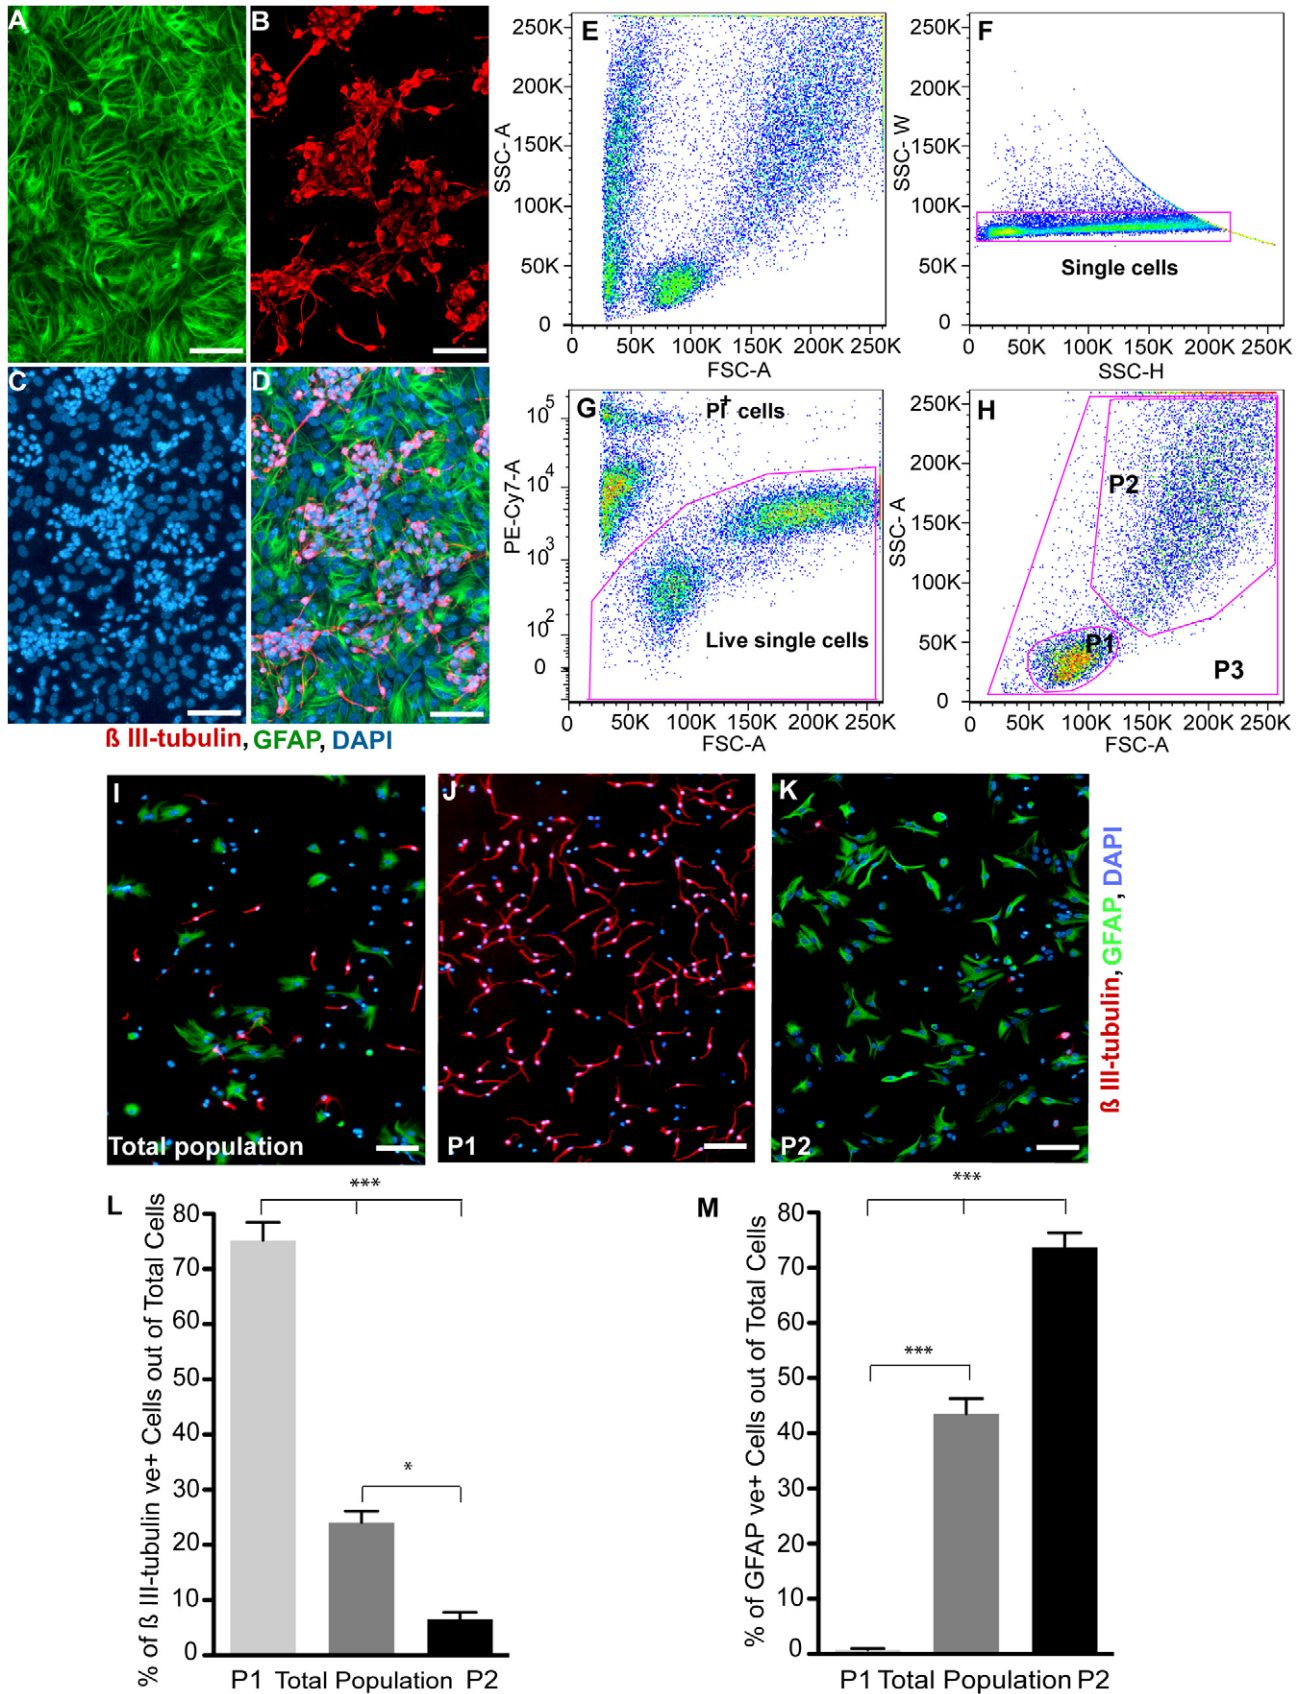 A
B
C
D
ß III-tubulin, GFAP, DAPI
E
250K
200K
150K
100K
50K
0
SSC- A
0 50K 100K 150K 200K 250K
FSC-A
F
250K
200K
150K
100K
50K
0
SSC- W
Single cells
0 50K 100K 150K 200K 250K
SSC-H
G
PI+ cells
10^5
10^4
10^3
10^2
0
PE-Cy7-A
Live single cells
0 50K 100K 150K 200K 250K
FSC-A
H
250K
200K
150K
100K
50K
0
SSC- A
P2
P1
P3
0 50K 100K 150K 200K 250K
FSC-A
I
Total population
J
P1
K
P2
ß III-tubulin, GFAP, DAPI
L
***
*
80
70
60
50
40
30
20
10
0
% of ß III-tubulin ve+ Cells out of Total Cells
P1 Total Population P2
M
***
***
80
70
60
50
40
30
20
10
0
% of GFAP ve+ Cells out of Total Cells
P1 Total Population P2